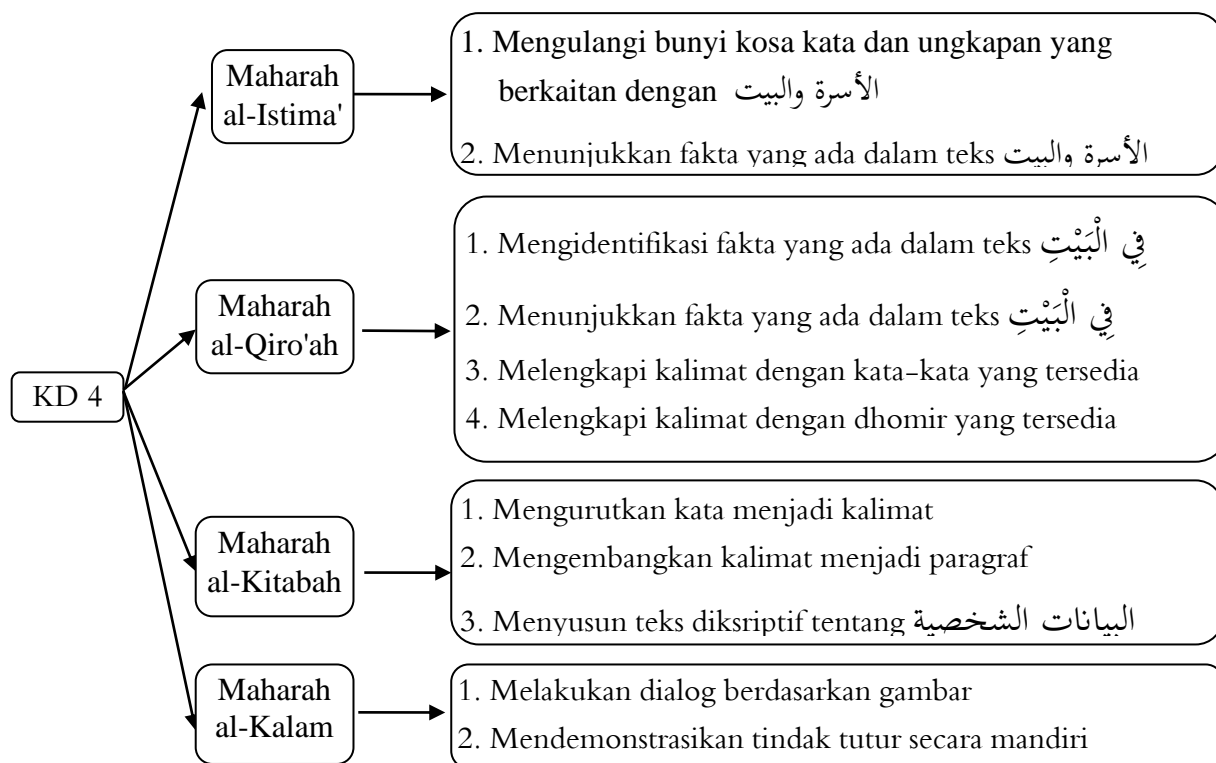 KD 4
Maharah
al-Istima'
1. Mengulangi bunyi kosa kata dan ungkapan yang
berkaitan dengan الأسرة والبيت
2. Menunjukkan fakta yang ada dalam teks الأسرة والبيت
Maharah
al-Qiro'ah
1. Mengidentifikasi fakta yang ada dalam teks فِي الْبَيْتِ
2. Menunjukkan fakta yang ada dalam teks فِي الْبَيْتِ
3. Melengkapi kalimat dengan kata-kata yang tersedia
4. Melengkapi kalimat dengan dhomir yang tersedia
Maharah
al-Kitabah
1. Mengurutkan kata menjadi kalimat
2. Mengembangkan kalimat menjadi paragraf
3. Menyusun teks diksriptif tentang البيانات الشخصية
Maharah
al-Kalam
1. Melakukan dialog berdasarkan gambar
2. Mendemonstrasikan tindak tutur secara mandiri